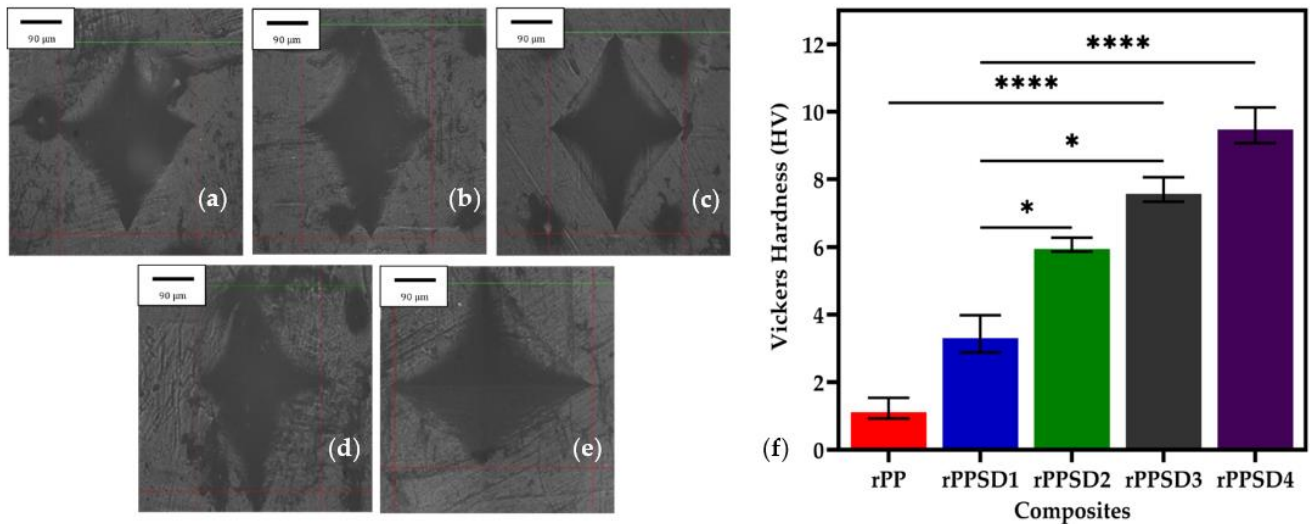 90 μm
(a)
90 μm
(b)
90 μm
(c)
90 μm
(d)
90 μm
(e)
Vickers Hardness (HV)
12
10
8
6
4
2
0
****
****
*
*
rPP rPPSD1 rPPSD2 rPPSD3 rPPSD4
Composites
(f)